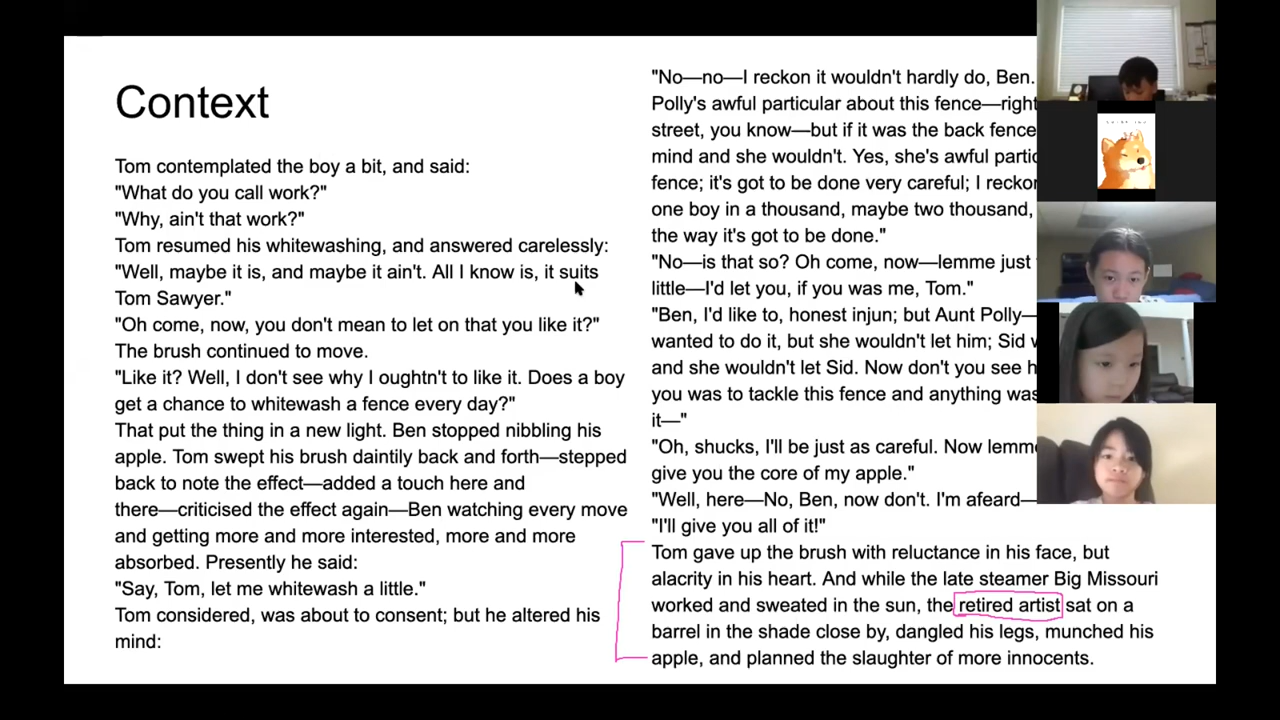 Context
Tom contemplated the boy a bit, and said:
"What do you call work?"
"Why, ain't that work?"
Tom resumed his whitewashing, and answered carelessly:
"Well, maybe it is, and maybe it ain't. All I know is, it suits
Tom Sawyer."
"Oh come, now, you don't mean to let on that you like it?"
The brush continued to move.
"Like it? Well, I don't see why I oughtn't to like it. Does a boy
get a chance to whitewash a fence every day?"
That put the thing in a new light. Ben stopped nibbling his
apple. Tom swept his brush daintily back and forth—stepped
back to note the effect—added a touch here and
there—criticised the effect again—Ben watching every move
and getting more and more interested, more and more
absorbed. Presently he said:
"Say, Tom, let me whitewash a little."
Tom considered, was about to consent; but he altered his
mind:
"No—no—I reckon it wouldn't hardly do, Ben.
Polly's awful particular about this fence—right
street, you know—but if it was the back fence
mind and she wouldn't. Yes, she's awful
fence; it's got to be done very careful; I
one boy in a thousand, maybe two thousand,
the way it's got to be done."
"No—is that so? Oh come, now—lemme just
little—I'd let you, if you was me, Tom."
"Ben, I'd like to, honest injun; but Aunt Polly—
wanted to do it, but she wouldn't let him; Sid
and she wouldn't let Sid. Now don't you see
you was to tackle this fence and anything
it—"
"Oh, shucks, I'll be just as careful. Now
give you the core of my apple."
"Well, here—No, Ben, now don't. I'm afeard—
"I'll give you all of it!"
Tom gave up the brush with reluctance in his face, but
alacrity in his heart. And while the late steamer Big Missouri
worked and sweated in the sun, the retired artist sat on a
barrel in the shade close by, dangled his legs, munched his
apple, and planned the slaughter of more innocents.